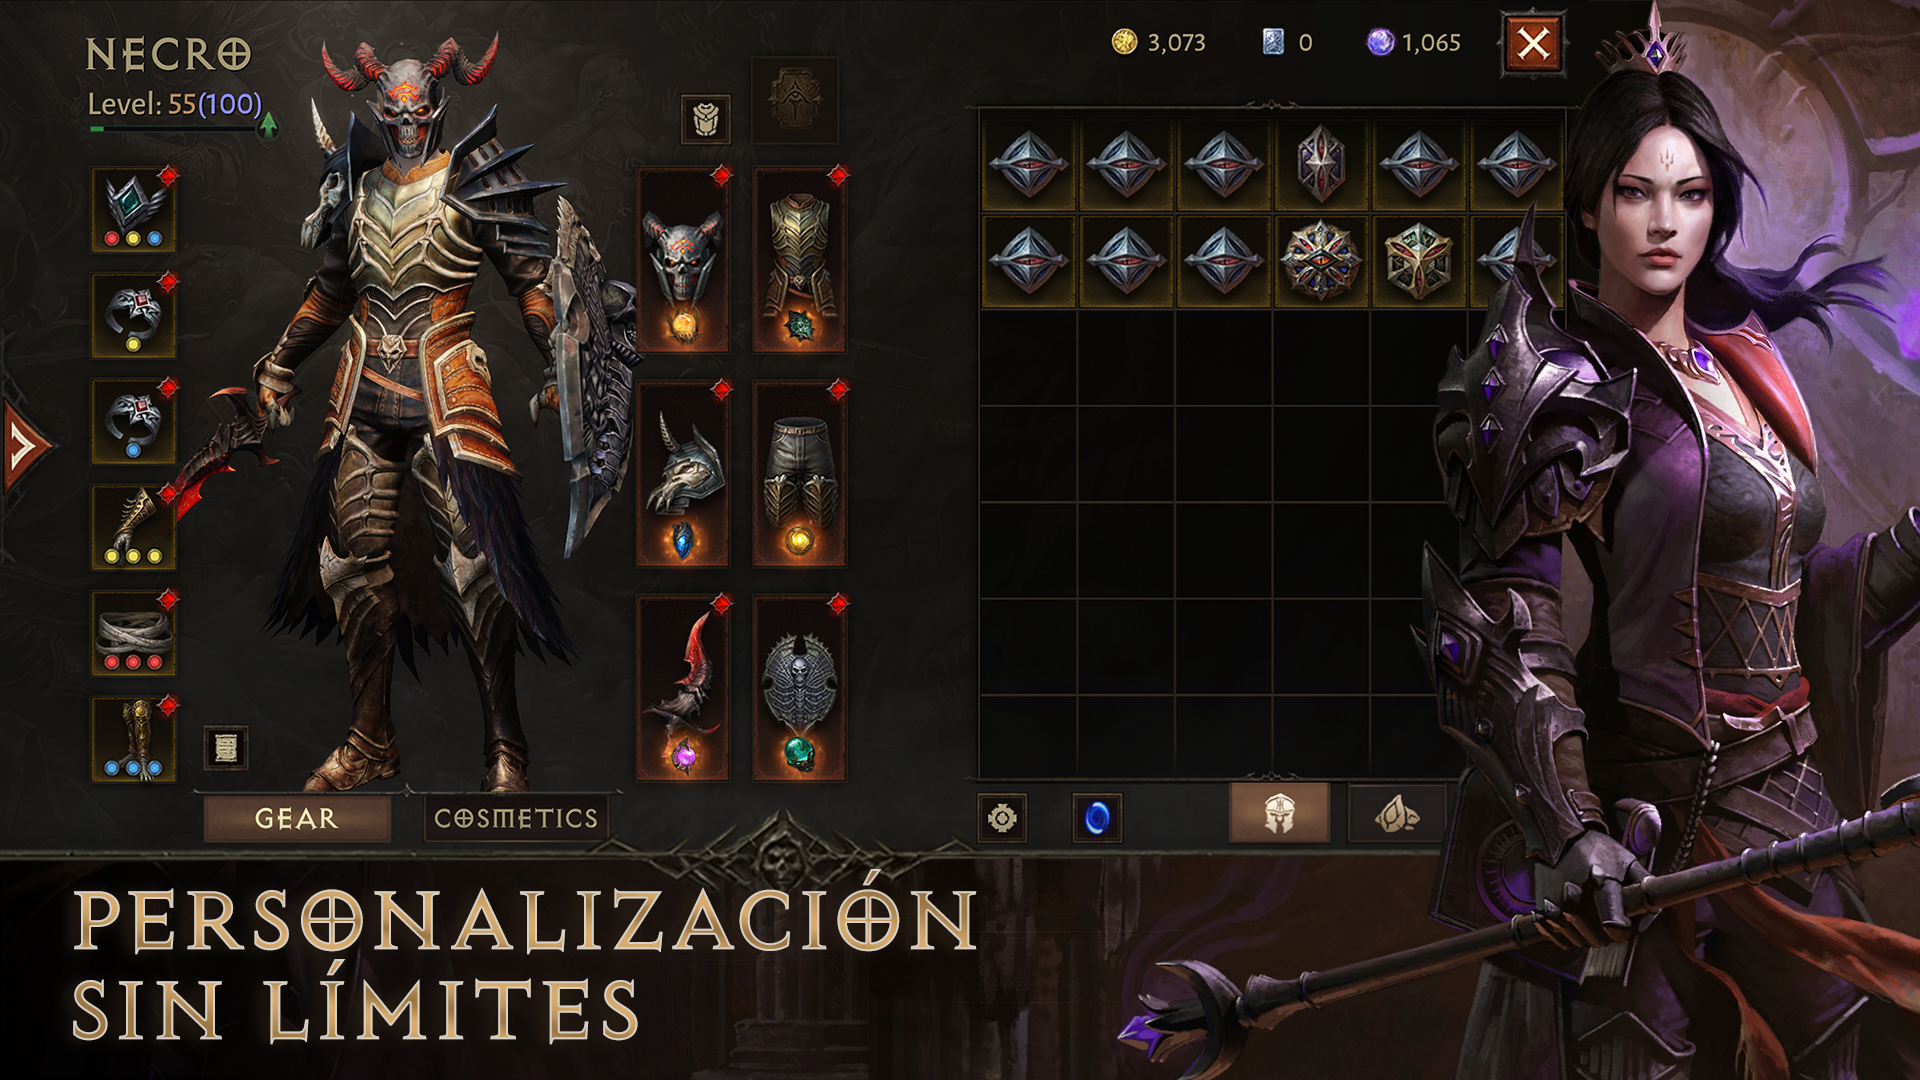 NECRO
Level: 55(100)
3,073
0
1,065
GEAR
COSMETICS
PERSONALIZACIÓN
SIN LÍMITES